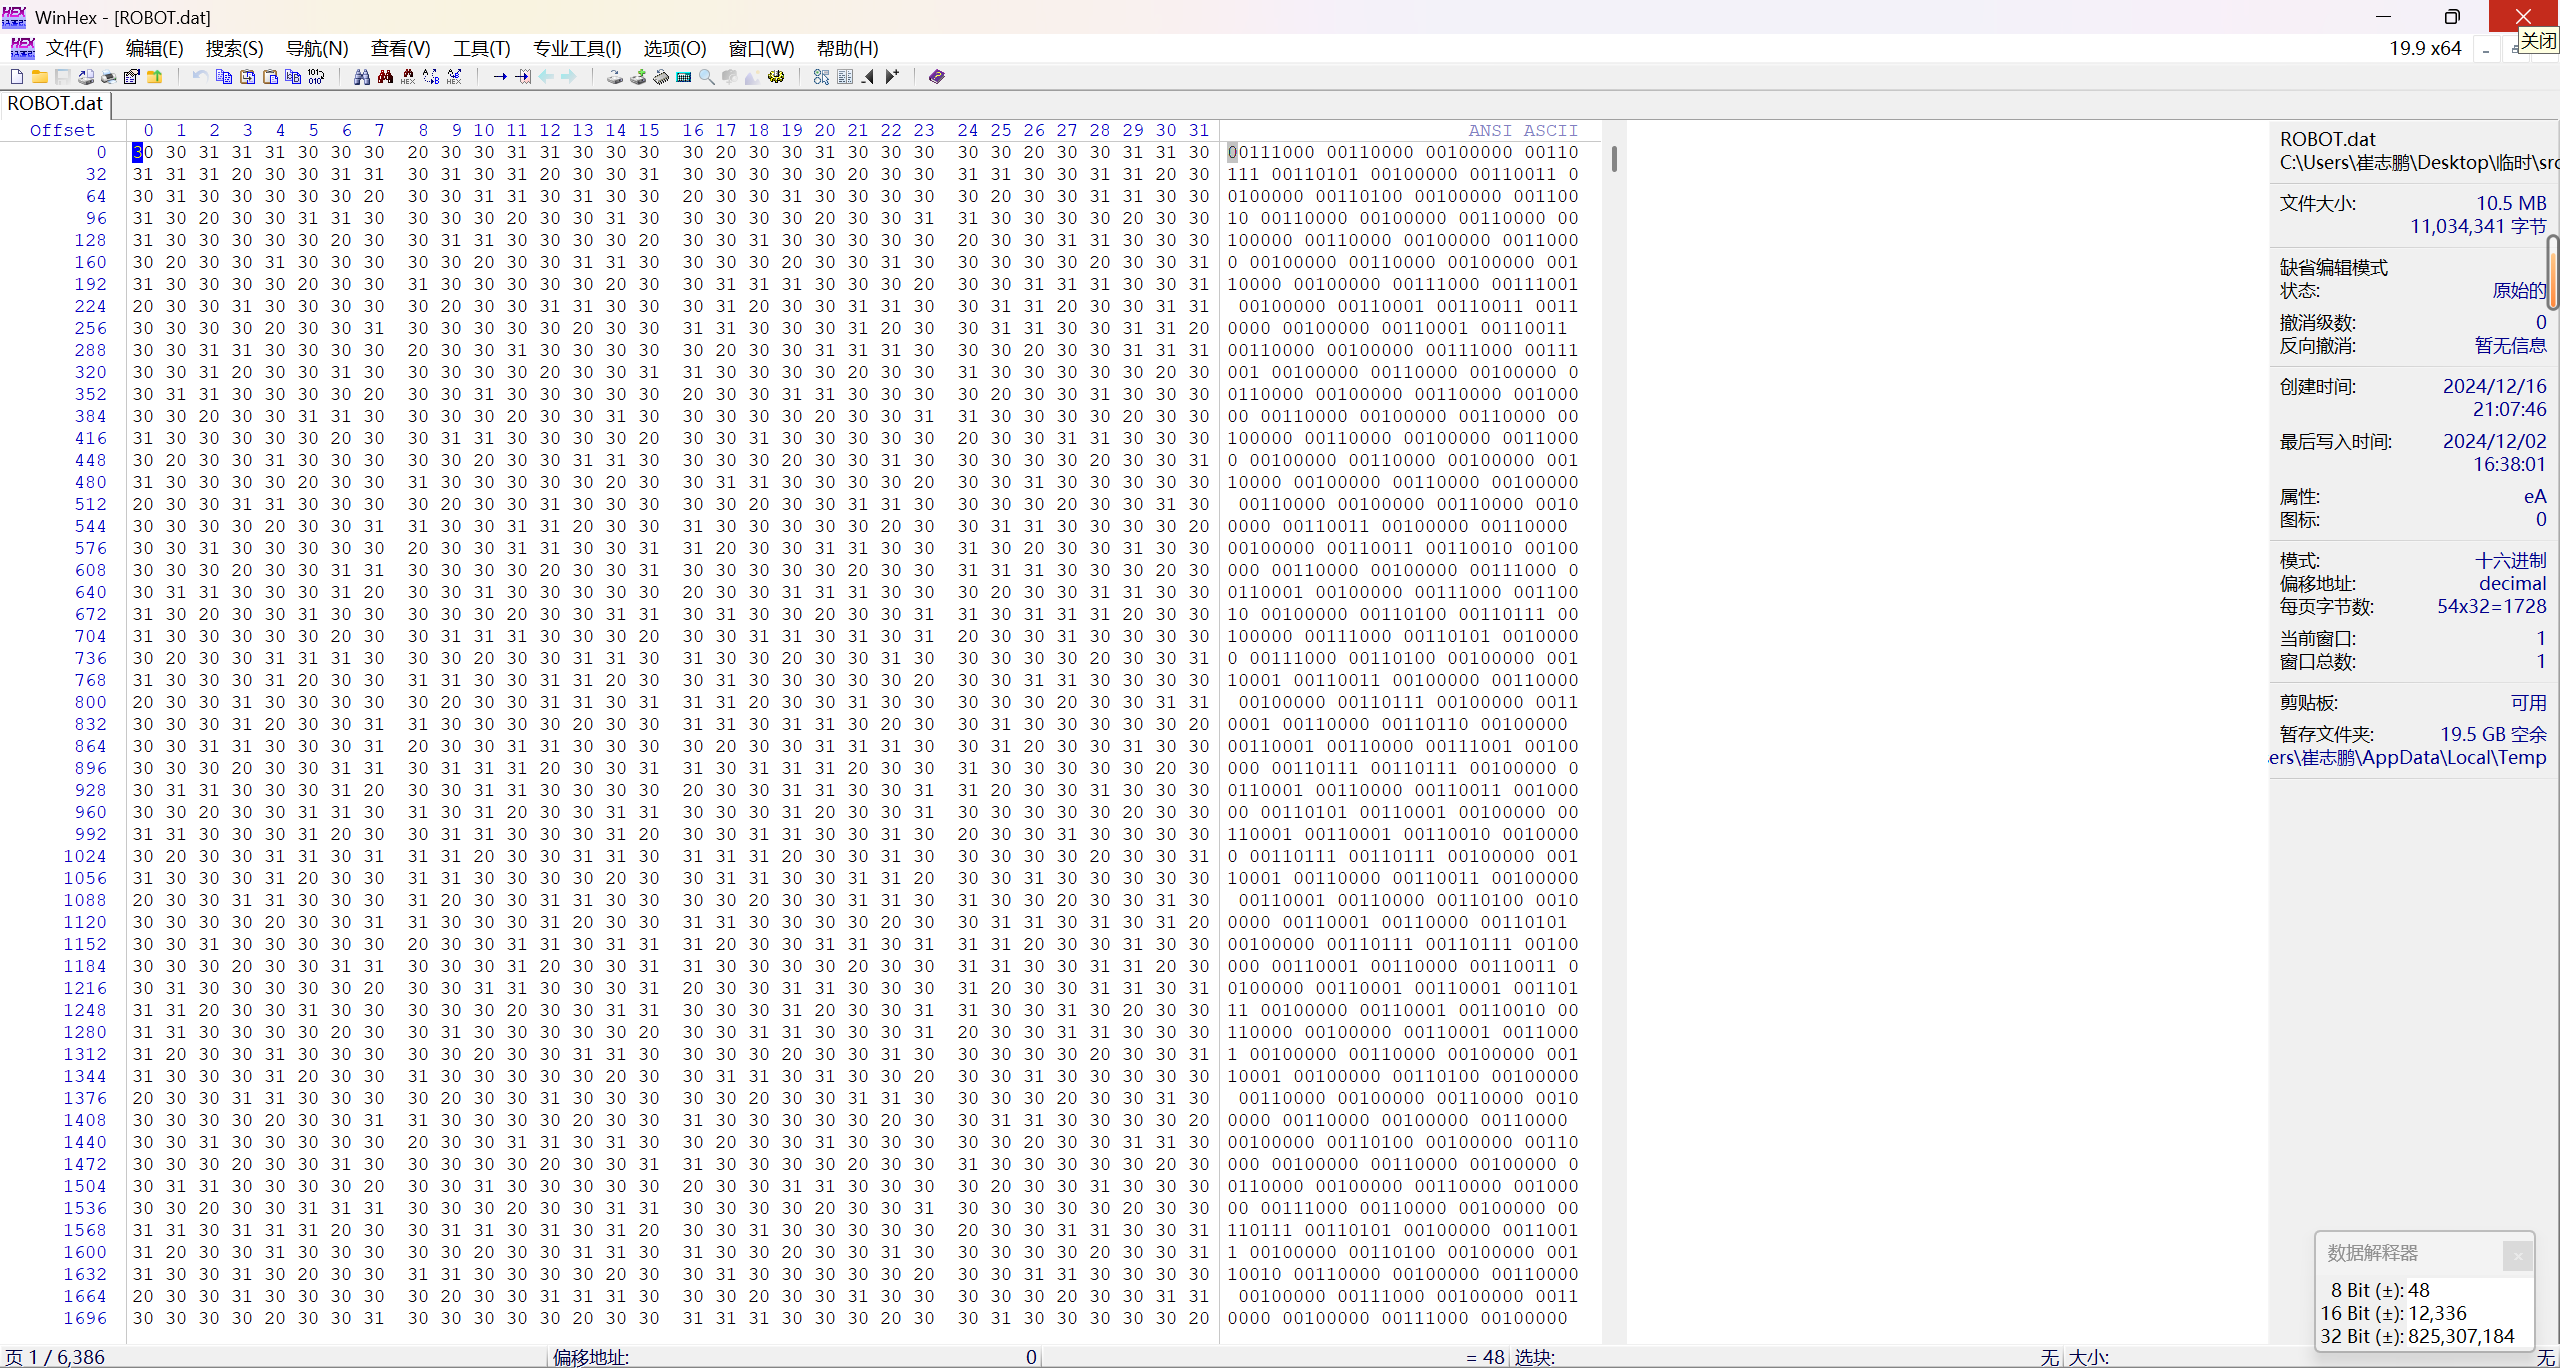 WinHex - [ROBOT.dat]
关闭
文件(F) 编辑(E) 搜索(S) 导航(N) 查看(V) 工具(T) 专业工具(I) 选项(O) 窗口(W) 帮助(H) 19.9 x64
ROBOT.dat
Offset 0 1 2 3 4 5 6 7 8 9 10 11 12 13 14 15 16 17 18 19 20 21 22 23 24 25 26 27 28 29 30 31 ANSI ASCII
0 30 30 31 31 31 30 30 30 20 30 30 31 31 30 30 30 30 20 30 30 31 30 30 30 30 30 20 30 30 31 31 30 00111000 00110000 00100000 00110
32 31 31 31 20 30 30 31 31 30 31 30 31 20 30 30 31 30 30 30 30 30 20 30 30 31 31 30 30 31 31 20 30 111 00110101 00100000 00110011 0
64 30 31 30 30 30 30 30 20 30 30 31 31 30 31 30 30 20 30 30 31 30 30 30 30 30 20 30 30 31 31 30 30 0100000 00110100 00100000 001100
96 31 30 20 30 30 31 31 30 30 30 30 20 30 30 31 30 30 30 30 30 20 30 30 31 31 30 30 30 30 20 30 30 10 00110000 00100000 00110000 00
128 31 30 30 30 30 30 20 30 30 31 31 30 30 30 30 20 30 30 31 30 30 30 30 30 20 30 30 31 31 30 30 30 100000 00110000 00100000 0011000
160 30 20 30 30 31 30 30 30 30 30 20 30 30 31 31 30 30 30 30 20 30 30 31 30 30 30 30 30 20 30 30 31 0 00100000 00110000 00100000 001
192 31 30 30 30 30 20 30 30 31 30 30 30 30 30 20 30 30 31 31 31 30 30 30 20 30 30 31 31 31 30 30 31 10000 00100000 00111000 00111001
224 20 30 30 31 30 30 30 30 30 20 30 30 31 31 30 30 30 31 20 30 30 31 31 30 30 31 31 20 30 30 31 31 00100000 00110001 00110011 0011
256 30 30 30 30 20 30 30 31 30 30 30 30 30 20 30 30 31 31 30 30 30 31 20 30 30 31 31 30 30 31 31 20 0000 00100000 00110001 00110011
288 30 30 31 31 30 30 30 30 20 30 30 31 30 30 30 30 30 20 30 30 31 31 31 30 30 30 20 30 30 31 31 31 00110000 00100000 00111000 00111
320 30 30 31 20 30 30 31 30 30 30 30 30 20 30 30 31 31 30 30 30 30 20 30 30 31 30 30 30 30 30 20 30 001 00100000 00110000 00100000 0
352 30 31 31 30 30 30 30 20 30 30 31 30 30 30 30 30 20 30 30 31 31 30 30 30 30 20 30 30 31 30 30 30 0110000 00100000 00110000 001000
384 30 30 20 30 30 31 31 30 30 30 30 20 30 30 31 30 30 30 30 30 20 30 30 31 31 30 30 30 30 20 30 30 00 00110000 00100000 00110000 00
416 31 30 30 30 30 30 20 30 30 31 31 30 30 30 30 20 30 30 31 30 30 30 30 30 20 30 30 31 31 30 30 30 100000 00110000 00100000 0011000
448 30 20 30 30 31 30 30 30 30 30 20 30 30 31 31 30 30 30 30 20 30 30 31 30 30 30 30 30 20 30 30 31 0 00100000 00110000 00100000 001
480 31 30 30 30 30 20 30 30 31 30 30 30 30 30 20 30 30 31 31 30 30 30 30 20 30 30 31 30 30 30 30 30 10000 00100000 00110000 00100000
512 20 30 30 31 31 30 30 30 30 20 30 30 31 30 30 30 30 30 20 30 30 31 31 30 30 30 30 20 30 30 31 30 00110000 00100000 00110000 0010
544 30 30 30 30 20 30 30 31 31 30 30 31 31 20 30 30 31 30 30 30 30 30 20 30 30 31 31 30 30 30 30 20 0000 00110011 00100000 00110000
576 30 30 31 30 30 30 30 30 20 30 30 31 31 30 30 31 31 20 30 30 31 31 30 30 31 30 20 30 30 31 30 30 00100000 00110011 00110010 00100
608 30 30 30 20 30 30 31 31 30 30 30 30 20 30 30 31 30 30 30 30 30 20 30 30 31 31 31 30 30 30 20 30 000 00110000 00100000 00111000 0
640 30 31 31 30 30 30 31 20 30 30 31 30 30 30 30 30 20 30 30 31 31 31 30 30 30 20 30 30 31 31 30 30 0110001 00100000 00111000 001100
672 31 30 20 30 30 31 30 30 30 30 30 20 30 30 31 31 30 31 30 30 20 30 30 31 31 30 31 31 31 20 30 30 10 00100000 00110100 00110111 00
704 31 30 30 30 30 30 20 30 30 31 31 31 30 30 30 20 30 30 31 31 30 31 30 31 20 30 30 31 30 30 30 30 100000 00111000 00110101 0010000
736 30 20 30 30 31 31 31 30 30 30 20 30 30 31 31 30 31 30 30 20 30 30 31 30 30 30 30 30 20 30 30 31 0 00111000 00110100 00100000 001
768 31 30 30 30 31 20 30 30 31 31 30 30 31 31 20 30 30 31 30 30 30 30 30 20 30 30 31 31 30 30 30 30 10001 00110011 00100000 00110000
800 20 30 30 31 30 30 30 30 30 20 30 30 31 31 30 31 31 31 20 30 30 31 30 30 30 30 30 20 30 30 31 31 00100000 00110111 00100000 0011
832 30 30 30 31 20 30 30 31 31 30 30 30 30 20 30 30 31 31 30 31 31 30 20 30 30 31 30 30 30 30 30 20 0001 00110000 00110110 00100000
864 30 30 31 31 30 30 30 31 20 30 30 31 31 30 30 30 30 20 30 30 31 31 31 30 30 31 20 30 30 31 30 30 00110001 00110000 00111001 00100
896 30 30 30 20 30 30 31 31 30 31 31 31 20 30 30 31 31 30 31 31 31 20 30 30 31 30 30 30 30 30 20 30 000 00110111 00110111 00100000 0
928 30 31 31 30 30 30 31 20 30 30 31 31 30 30 30 30 20 30 30 31 31 30 30 31 31 20 30 30 31 30 30 30 0110001 00110000 00110011 001000
960 30 30 20 30 30 31 31 30 31 30 31 20 30 30 31 31 30 30 30 31 20 30 30 31 30 30 30 30 30 20 30 30 00 00110101 00110001 00100000 00
992 31 31 30 30 30 31 20 30 30 31 31 30 30 30 31 20 30 30 31 31 30 30 31 30 20 30 30 31 30 30 30 30 110001 00110001 00110010 0010000
1024 30 20 30 30 31 31 30 31 31 31 20 30 30 31 31 30 31 31 31 20 30 30 31 30 30 30 30 30 20 30 30 31 0 00110111 00110111 00100000 001
1056 31 30 30 30 31 20 30 30 31 31 30 30 30 30 20 30 30 31 31 30 30 31 31 20 30 30 31 30 30 30 30 30 10001 00110000 00110011 00100000
1088 20 30 30 31 31 30 30 30 31 20 30 30 31 31 30 30 30 30 20 30 30 31 31 30 31 30 30 20 30 30 31 30 00110001 00110000 00110100 0010
1120 30 30 30 30 20 30 30 31 31 30 30 30 31 20 30 30 31 31 30 30 30 30 20 30 30 31 31 30 31 30 31 20 0000 00110001 00110000 00110101
1152 30 30 31 30 30 30 30 30 20 30 30 31 31 30 31 31 31 20 30 30 31 31 30 31 31 31 20 30 30 31 30 30 00100000 00110111 00110111 00100
1184 30 30 30 20 30 30 31 31 30 30 30 31 20 30 30 31 31 30 30 30 30 20 30 30 31 31 30 30 31 31 20 30 000 00110001 00110000 00110011 0
1216 30 31 30 30 30 30 30 20 30 30 31 31 30 30 30 31 20 30 30 31 31 30 30 30 31 20 30 30 31 31 30 31 0100000 00110001 00110001 001101
1248 31 31 20 30 30 31 30 30 30 30 30 20 30 30 31 31 30 30 30 31 20 30 30 31 31 30 30 31 30 20 30 30 11 00100000 00110001 00110010 00
1280 31 31 30 30 30 30 20 30 30 31 30 30 30 30 30 20 30 30 31 31 30 30 30 31 20 30 30 31 31 30 30 30 110000 00100000 00110001 0011000
1312 31 20 30 30 31 30 30 30 30 30 20 30 30 31 31 30 30 30 30 20 30 30 31 30 30 30 30 30 20 30 30 31 1 00100000 00110000 00100000 001
1344 31 30 30 30 31 20 30 30 31 30 30 30 30 30 20 30 30 31 31 30 31 30 30 20 30 30 31 30 30 30 30 30 10001 00100000 00110100 00100000
1376 20 30 30 31 31 30 30 30 30 20 30 30 31 30 30 30 30 30 20 30 30 31 31 30 30 30 30 20 30 30 31 30 00110000 00100000 00110000 0010
1408 30 30 30 30 20 30 30 31 31 30 30 30 30 20 30 30 31 30 30 30 30 30 20 30 30 31 31 30 30 30 30 20 0000 00110000 00100000 00110000
1440 30 30 31 30 30 30 30 30 20 30 30 31 31 30 31 30 30 20 30 30 31 30 30 30 30 30 20 30 30 31 31 30 00100000 00110100 00100000 00110
1472 30 30 30 20 30 30 31 30 30 30 30 30 20 30 30 31 31 30 30 30 30 20 30 30 31 30 30 30 30 30 20 30 000 00100000 00110000 00100000 0
1504 30 31 31 30 30 30 30 20 30 30 31 30 30 30 30 30 20 30 30 31 31 30 30 30 30 20 30 30 31 30 30 30 0110000 00100000 00110000 001000
1536 30 30 20 30 30 31 31 31 30 30 30 20 30 30 31 31 30 30 30 30 20 30 30 31 30 30 30 30 30 20 30 30 00 00111000 00110000 00100000 00
1568 31 31 30 31 31 31 20 30 30 31 31 30 31 30 31 20 30 30 31 30 30 30 30 30 20 30 30 31 31 30 30 31 110111 00110101 00100000 0011001
1600 31 20 30 30 31 30 30 30 30 30 20 30 30 31 31 30 31 30 30 20 30 30 31 30 30 30 30 30 20 30 30 31 1 00100000 00110100 00100000 001
1632 31 30 30 31 30 20 30 30 31 31 30 30 30 30 20 30 30 31 30 30 30 30 30 20 30 30 31 31 30 30 30 30 10010 00110000 00100000 00110000
1664 20 30 30 31 30 30 30 30 30 20 30 30 31 31 31 30 30 30 20 30 30 31 30 30 30 30 30 20 30 30 31 31 00100000 00111000 00100000 0011
1696 30 30 30 30 20 30 30 31 30 30 30 30 30 20 30 30 31 31 31 30 30 30 20 30 30 31 30 30 30 30 30 20 0000 00100000 00111000 00100000
ROBOT.dat
C:\Users\崔志鹏\Desktop\临时\src
文件大小: 10.5 MB
11,034,341 字节
缺省编辑模式
状态: 原始的
撤消级数: 0
反向撤消: 暂无信息
创建时间: 2024/12/16
21:07:46
最后写入时间: 2024/12/02
16:38:01
属性: eA
图标: 0
模式: 十六进制
偏移地址: decimal
每页字节数: 54x32=1728
当前窗口: 1
窗口总数: 1
剪贴板: 可用
暂存文件夹: 19.5 GB 空余
ers\崔志鹏\AppData\Local\Temp
数据解释器
8 Bit (±): 48
16 Bit (±): 12,336
32 Bit (±): 825,307,184
页 1 / 6,386 偏移地址: 0 = 48 选块: 无 大小: 无